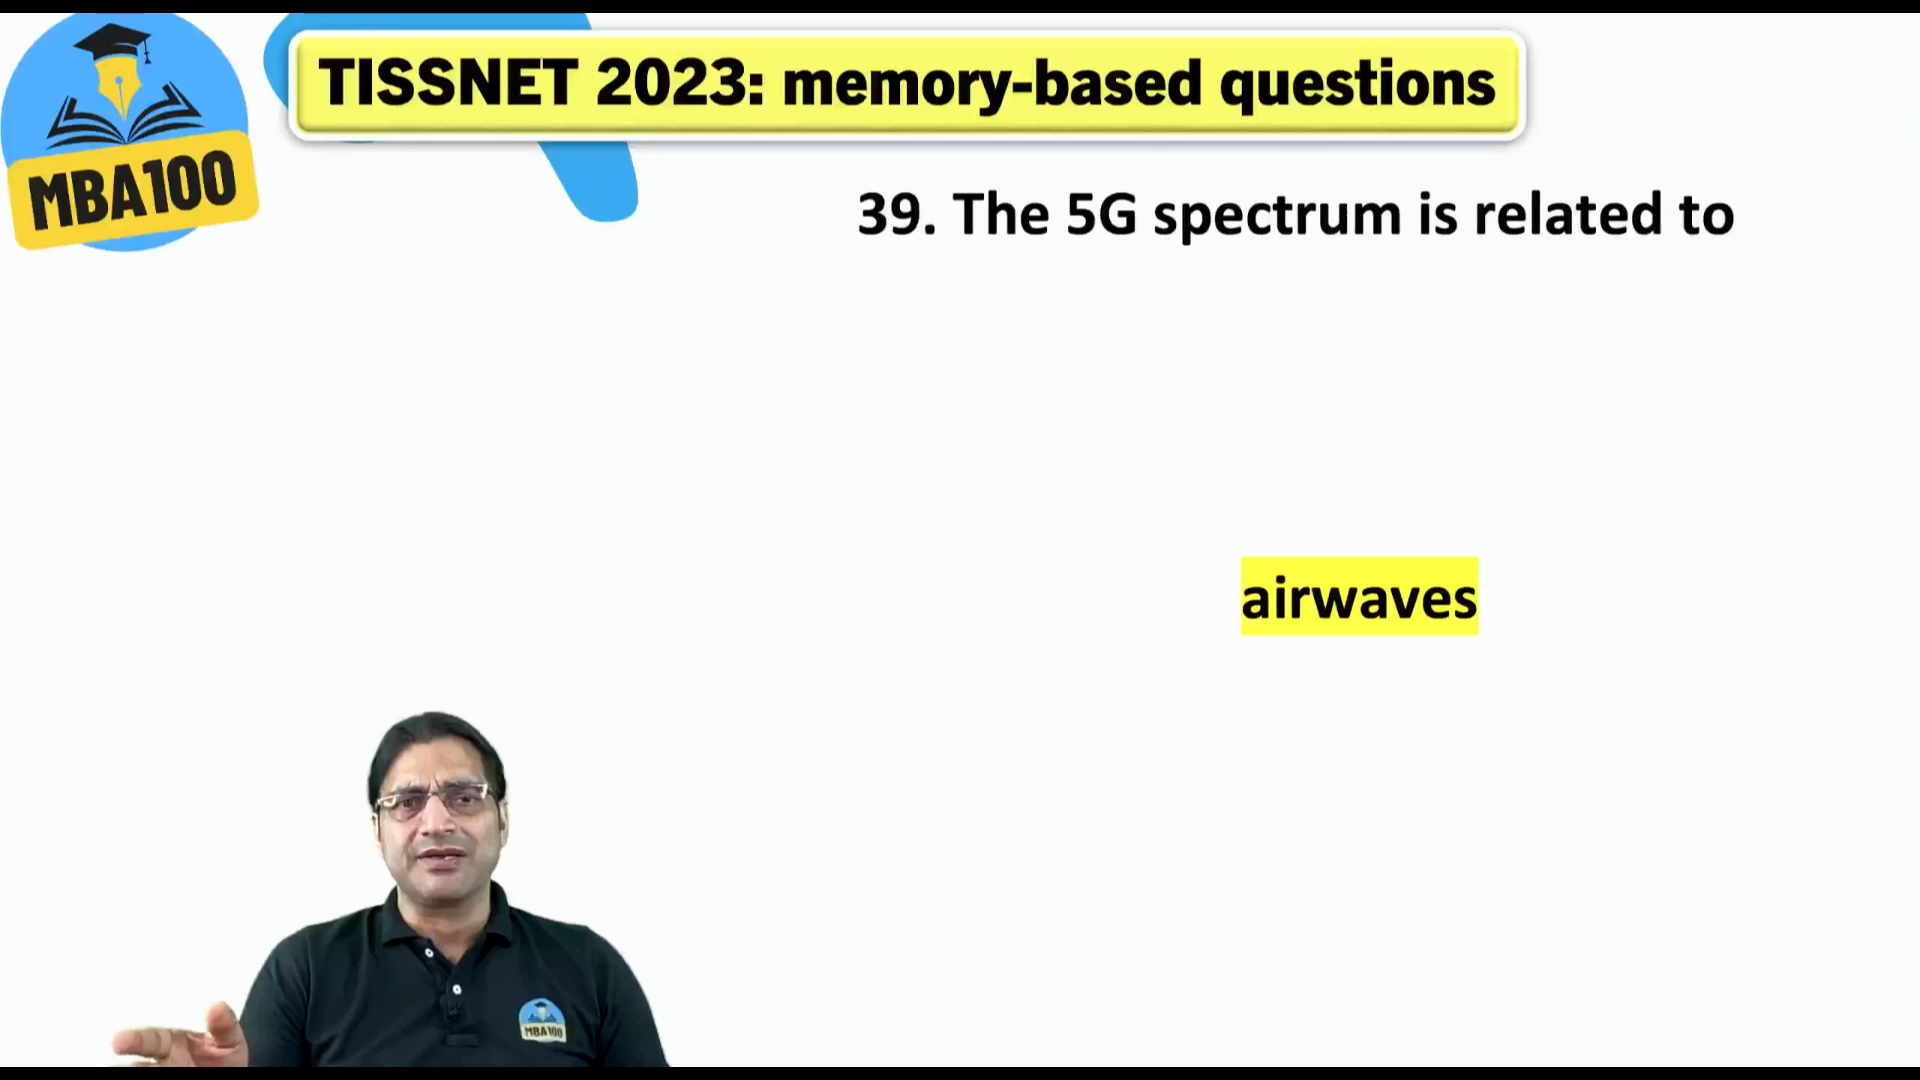 TISSNET 2023: memory-based questions
MBA100
39. The 5G spectrum is related to
airwaves
MBA100